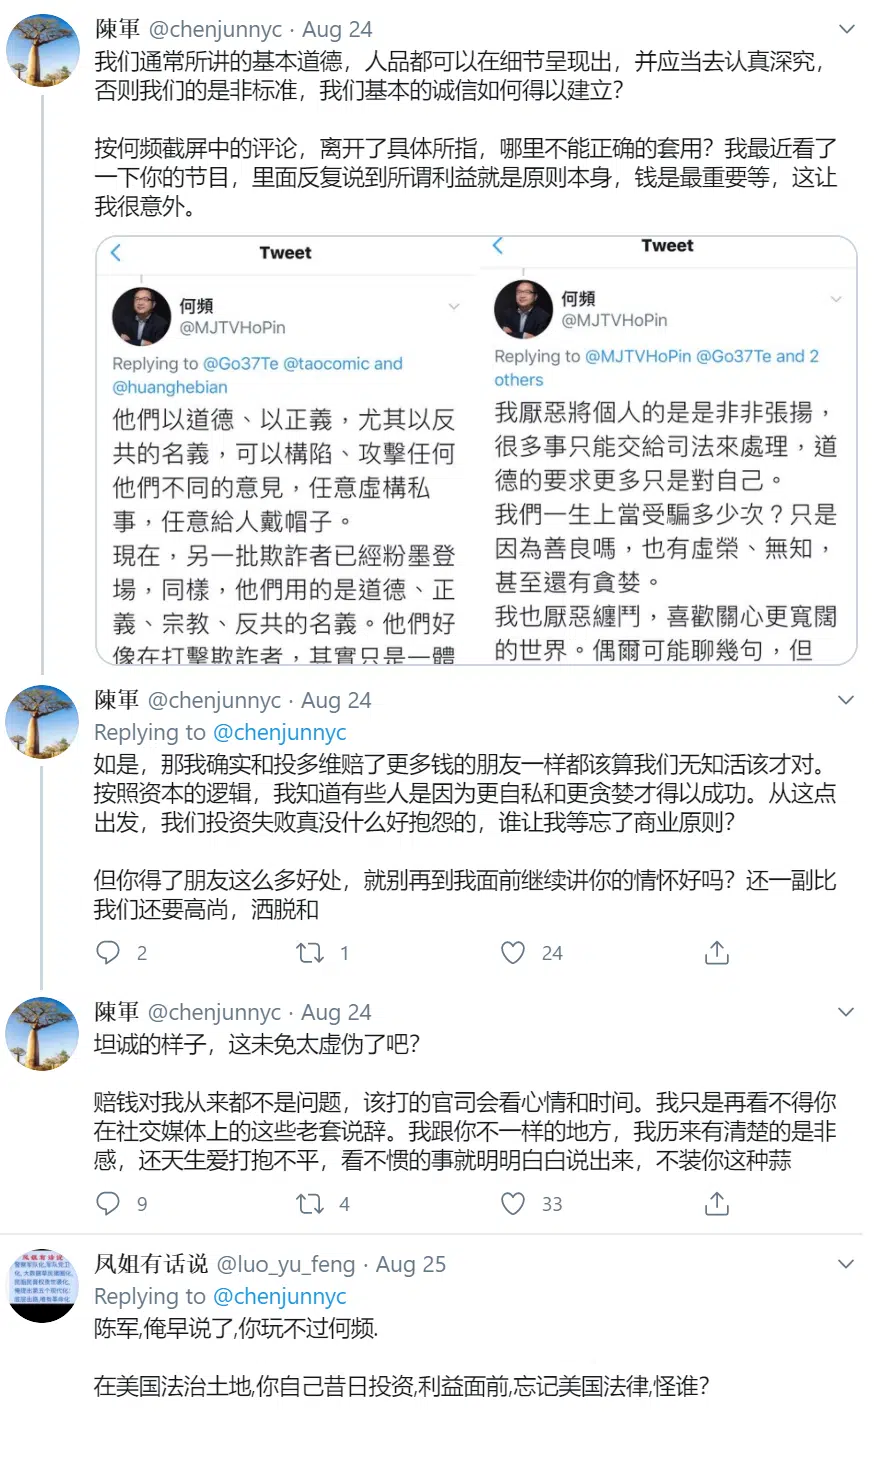 陳軍 @chenjunnyc · Aug 24
我们通常所讲的基本道德，人品都可以在细节呈现出，并应当去认真深究，
否则我们的是非标准，我们基本的诚信如何得以建立？
按何频截屏中的评论，离开了具体所指，哪里不能正确的套用？我最近看了
一下你的节目，里面反复说到所谓利益就是原则本身，钱是最重要等，这让
我很意外。
Tweet
何頻
@MJTVHoPin
Replying to @Go37Te @taocomic and
@huanghebian
他們以道德、以正義，尤其以反
共的名義，可以構陷、攻擊任何
他們不同的意見，任意虛構私
事，任意給人戴帽子。
現在，另一批欺詐者已經粉墨登
場，同樣，他們用的是道德、正
義、宗教、反共的名義。他們好
像在打擊欺詐者，其實只是一體
Tweet
何頻
@MJTVHoPin
Replying to @MJTVHoPin @Go37Te and 2
others
我厭惡將個人的是是非非張揚，
很多事只能交給司法來處理，道
德的要求更多只是對自己。
我們一生上當受騙多少次？只是
因為善良嗎，也有虛榮、無知，
甚至還有貪婪。
我也厭惡纏鬥，喜歡關心更寬闊
的世界。偶爾可能聊幾句，但
陳軍 @chenjunnyc · Aug 24
Replying to @chenjunnyc
如是，那我确实和投多维赔了更多钱的朋友一样都该算我们无知活该才对。
按照资本的逻辑，我知道有些人是因为更自私和更贪婪才得以成功。从这点
出发，我们投资失败真没什么好抱怨的，谁让我等忘了商业原则？
但你得了朋友这么多好处，就别再到我面前继续讲你的情怀好吗？还一副比
我们还要高尚，洒脱和
2 1 24
陳軍 @chenjunnyc · Aug 24
坦诚的样子，这未免太虚伪了吧？
赔钱对我从来都不是问题，该打的官司会看心情和时间。我只是再看不得你
在社交媒体上的这些老套说辞。我跟你不一样的地方，我历来有清楚的是非
感，还天生爱打抱不平，看不惯的事就明明白白说出来，不装你这种蒜
9 4 33
凤姐有话说 @luo_yu_feng · Aug 25
Replying to @chenjunnyc
陈军,俺早说了,你玩不过何频.
在美国法治土地,你自己昔日投资,利益面前,忘记美国法律,怪谁?